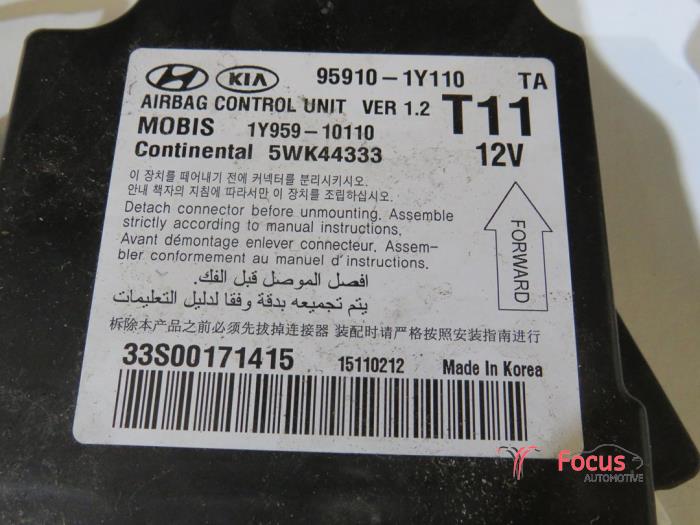 KIA 95910-1Y110 TA
AIRBAG CONTROL UNIT VER 1.2 T11
MOBIS 1Y959-10110
Continental 5WK44333 12V
이 장치를 떼어내기 전에 커넥터를 분리시키시오.
안내 책자의 지침에 따라서만 이 장치를 조립하십시오.
Detach connector before unmounting. Assemble
strictly according to manual instructions.
Avant démontage enlever connecteur. Assem-
bler conformement au manuel d'instructions.
FORWARD
افصل الموصل قبل الفك.
يتم تجميعه بدقة وفقا لدليل التعليمات
拆除本产品之前必须先拔掉连接器 装配时请严格按照安装指南进行
33S00171415 15110212 Made In Korea
Focus
AUTOMOTIVE